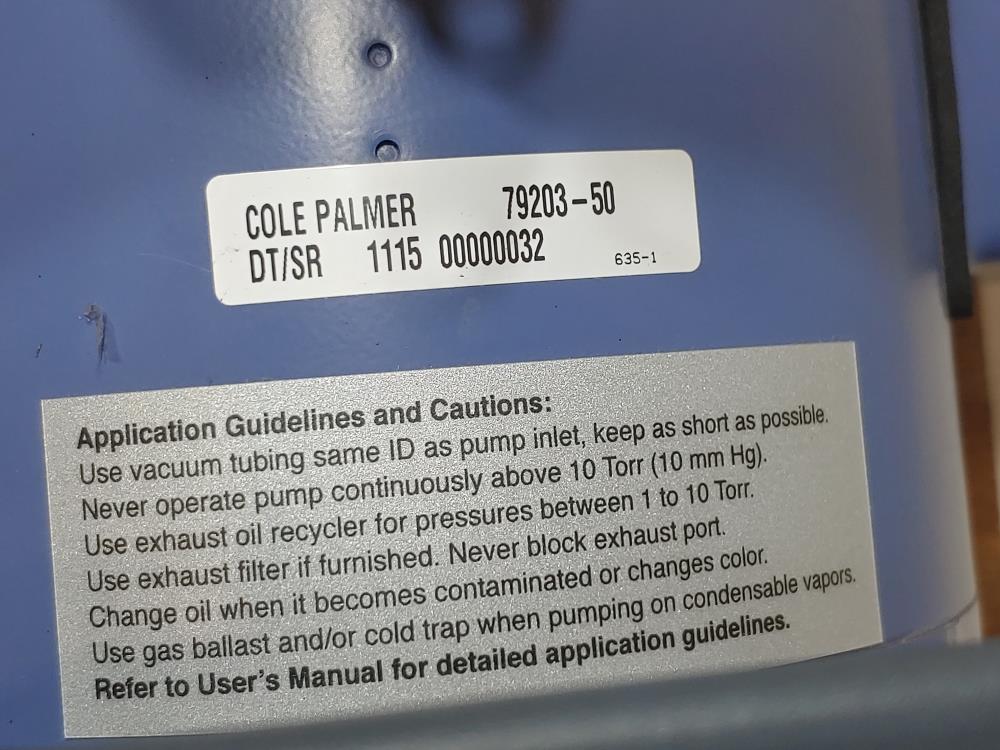 COLE PALMER 79203-50
DT/SR 1115 00000032 635-1
Application Guidelines and Cautions:
Use vacuum tubing same ID as pump inlet, keep as short as possible.
Never operate pump continuously above 10 Torr (10 mm Hg).
Use exhaust oil recycler for pressures between 1 to 10 Torr.
Use exhaust filter if furnished. Never block exhaust port.
Change oil when it becomes contaminated or changes color.
Use gas ballast and/or cold trap when pumping on condensable vapors.
Refer to User's Manual for detailed application guidelines.